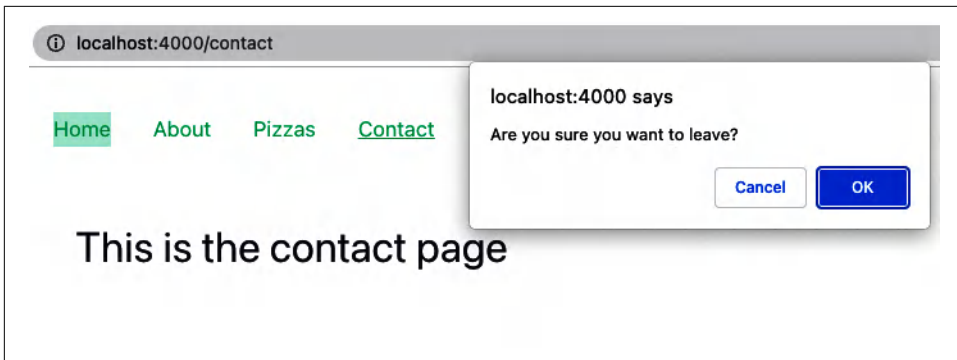 localhost:4000/contact
localhost:4000 says
Are you sure you want to leave?
Cancel OK
Home About Pizzas Contact
This is the contact page